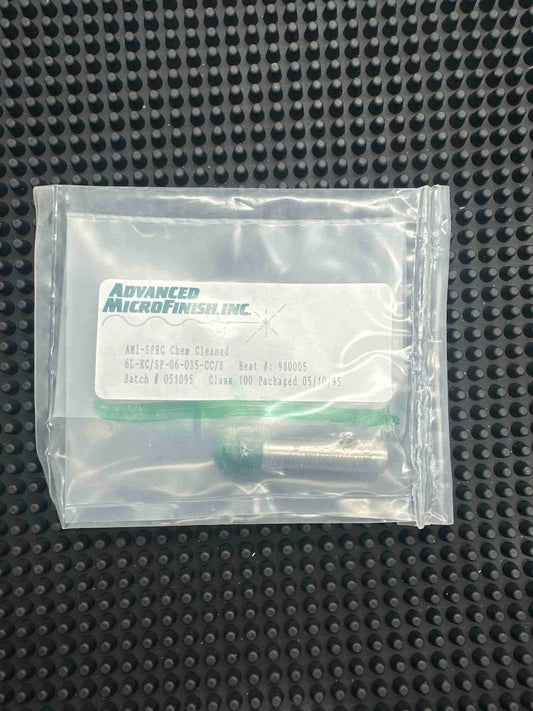 ADVANCED
MICROFINISH, INC.
AMI-SPEC Chem Cleaned
6L-BC/SP-06-035-CC/B Heat #: 980005
Batch # 051095 Class 100 Packaged 05/10/95